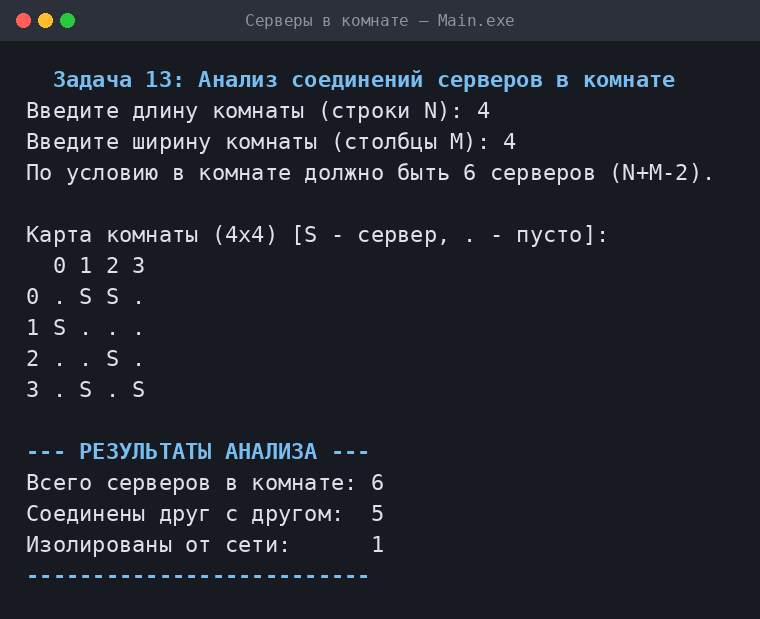 Серверы в комнате — Main.exe
Задача 13: Анализ соединений серверов в комнате
Введите длину комнаты (строки N): 4
Введите ширину комнаты (столбцы M): 4
По условию в комнате должно быть 6 серверов (N+M-2).
Карта комнаты (4x4) [S - сервер, . - пусто]:
0 1 2 3
0 . S S .
1 S . . .
2 . . S .
3 . S . S
--- РЕЗУЛЬТАТЫ АНАЛИЗА ---
Всего серверов в комнате: 6
Соединены друг с другом: 5
Изолированы от сети: 1
--------------------------